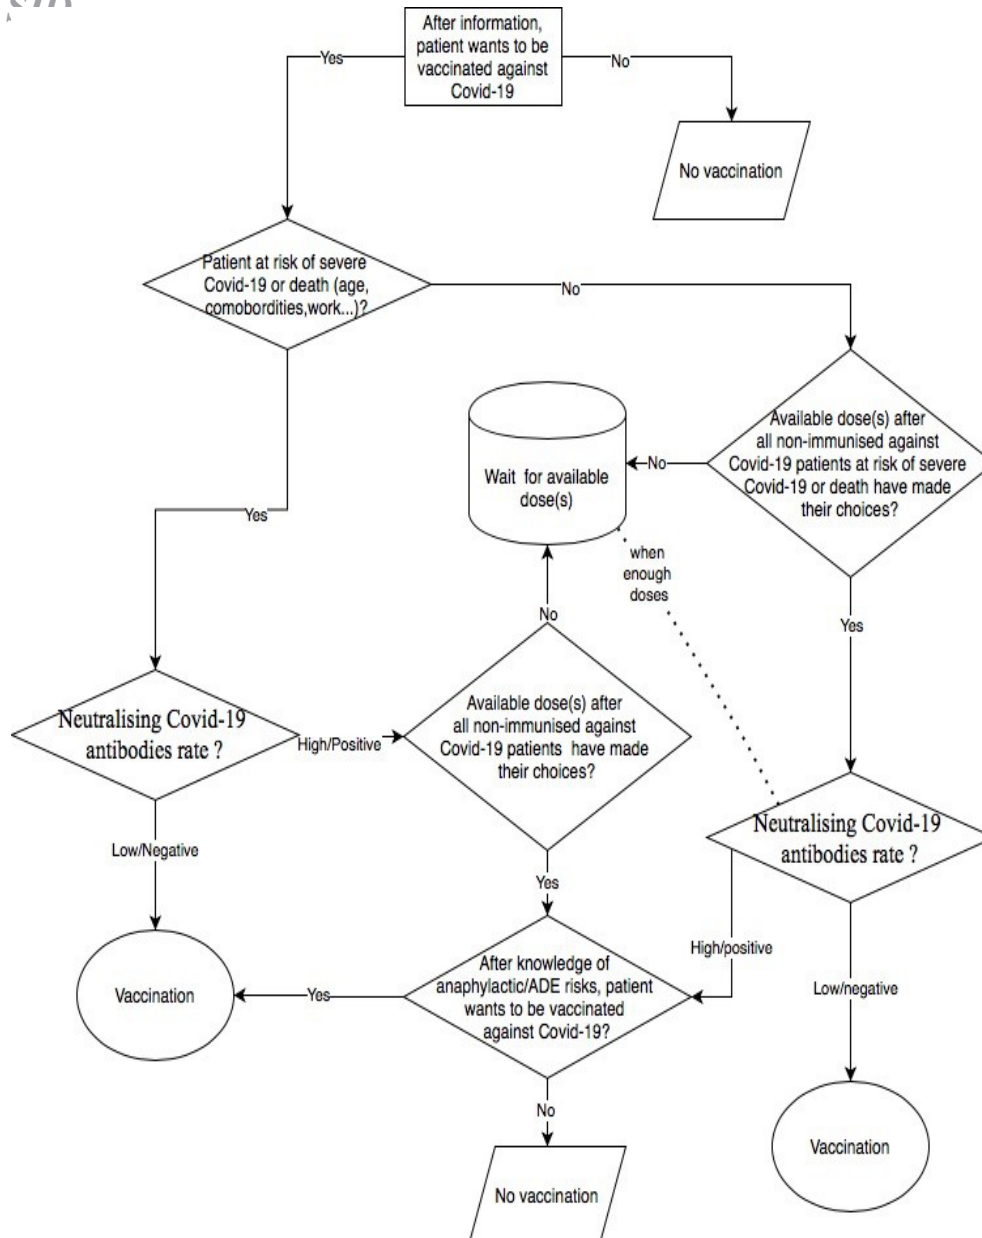 After information,
patient wants to be
vaccinated against
Covid-19
Yes
No
No vaccination
Patient at risk of severe
Covid-19 or death (age,
comobordities,work...)?
No
Yes
Available dose(s) after
all non-immunised against
Covid-19 patients at risk of severe
Covid-19 or death have made
their choices?
No
Wait for available
dose(s)
when
enough
doses
No
Yes
Neutralising Covid-19
antibodies rate ?
High/Positive
Available dose(s) after
all non-immunised against
Covid-19 patients have made
their choices?
Neutralising Covid-19
antibodies rate ?
Low/Negative
Yes
High/positive
Low/negative
Vaccination
Yes
After knowledge of
anaphylactic/ADE risks, patient
wants to be vaccinated
against Covid-19?
No
No vaccination
Vaccination